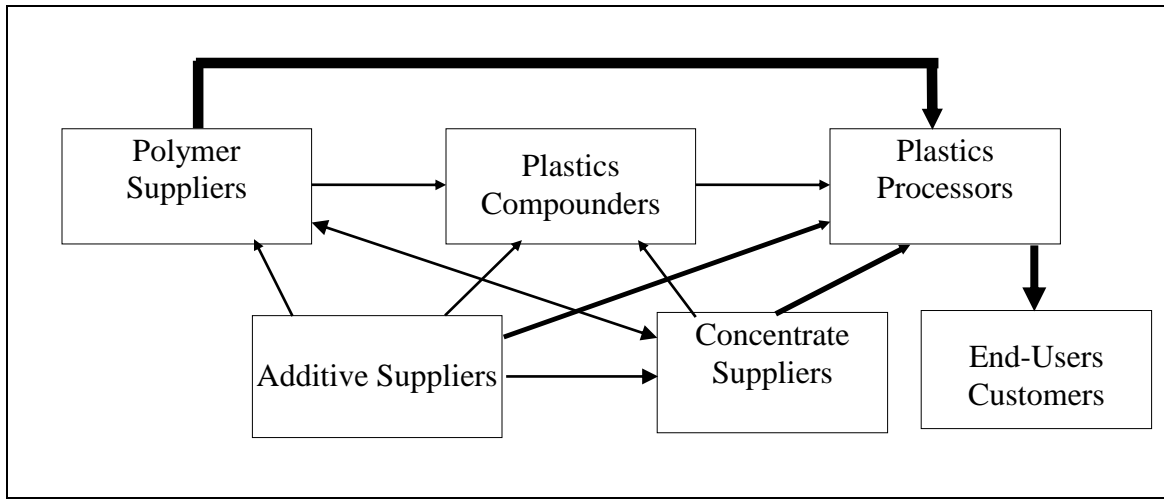 Polymer
Suppliers
Plastics
Compounders
Plastics
Processors
Additive Suppliers
Concentrate
Suppliers
End-Users
Customers